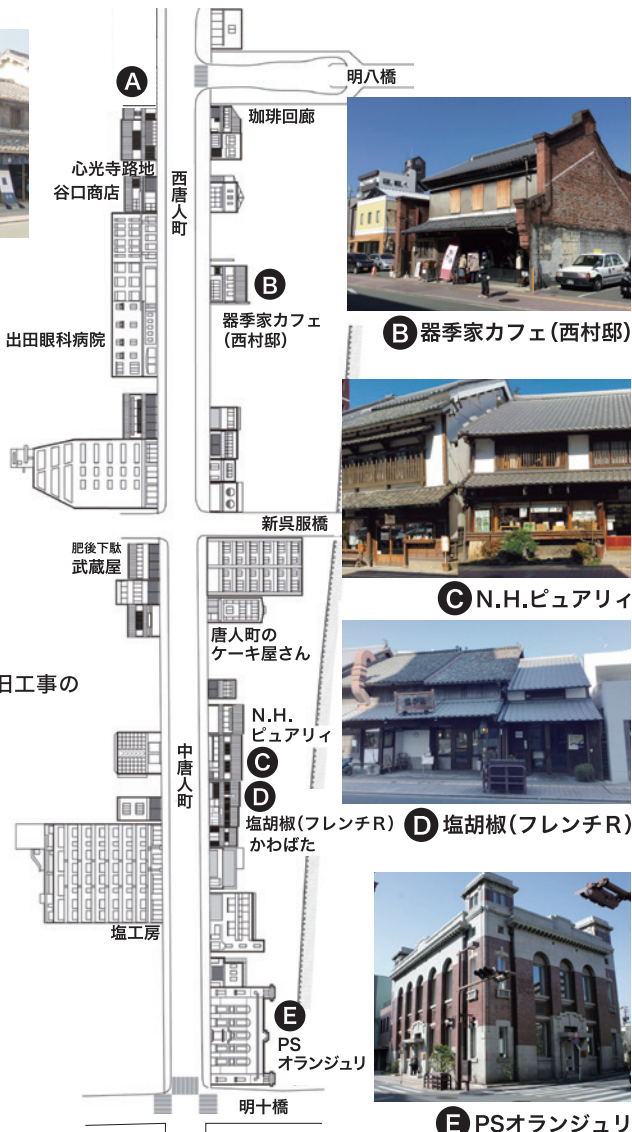 A
明八橋
珈琲回廊
心光寺路地
谷口商店
西唐人町
B
器季家カフェ
(西村邸)
出田眼科病院
B 器季家カフェ(西村邸)
新呉服橋
肥後下駄
武蔵屋
C N.H.ピュアリィ
唐人町の
ケーキ屋さん
旧工事の
N.H.
ピュアリィ
中唐人町
C
D
塩胡椒(フレンチR)
かわばた
D 塩胡椒(フレンチR)
塩工房
E
PS
オランジュリ
明十橋
E PSオランジュリ